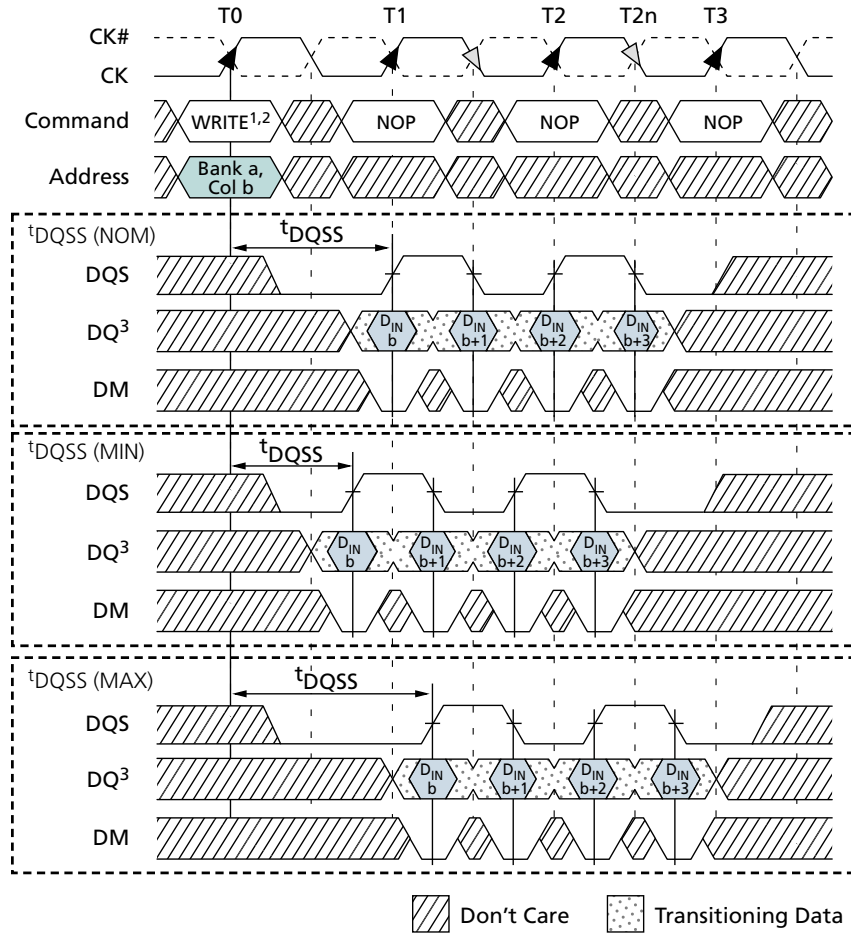 T0 T1 T2 T2n T3
CK#
CK
Command WRITE1,2 NOP NOP NOP
Address Bank a, Col b
tDQSS (NOM) tDQSS
DQS
DQ3 DIN b DIN b+1 DIN b+2 DIN b+3
DM
tDQSS (MIN) tDQSS
DQS
DQ3 DIN b DIN b+1 DIN b+2 DIN b+3
DM
tDQSS (MAX) tDQSS
DQS
DQ3 DIN b DIN b+1 DIN b+2 DIN b+3
DM
Don't Care Transitioning Data